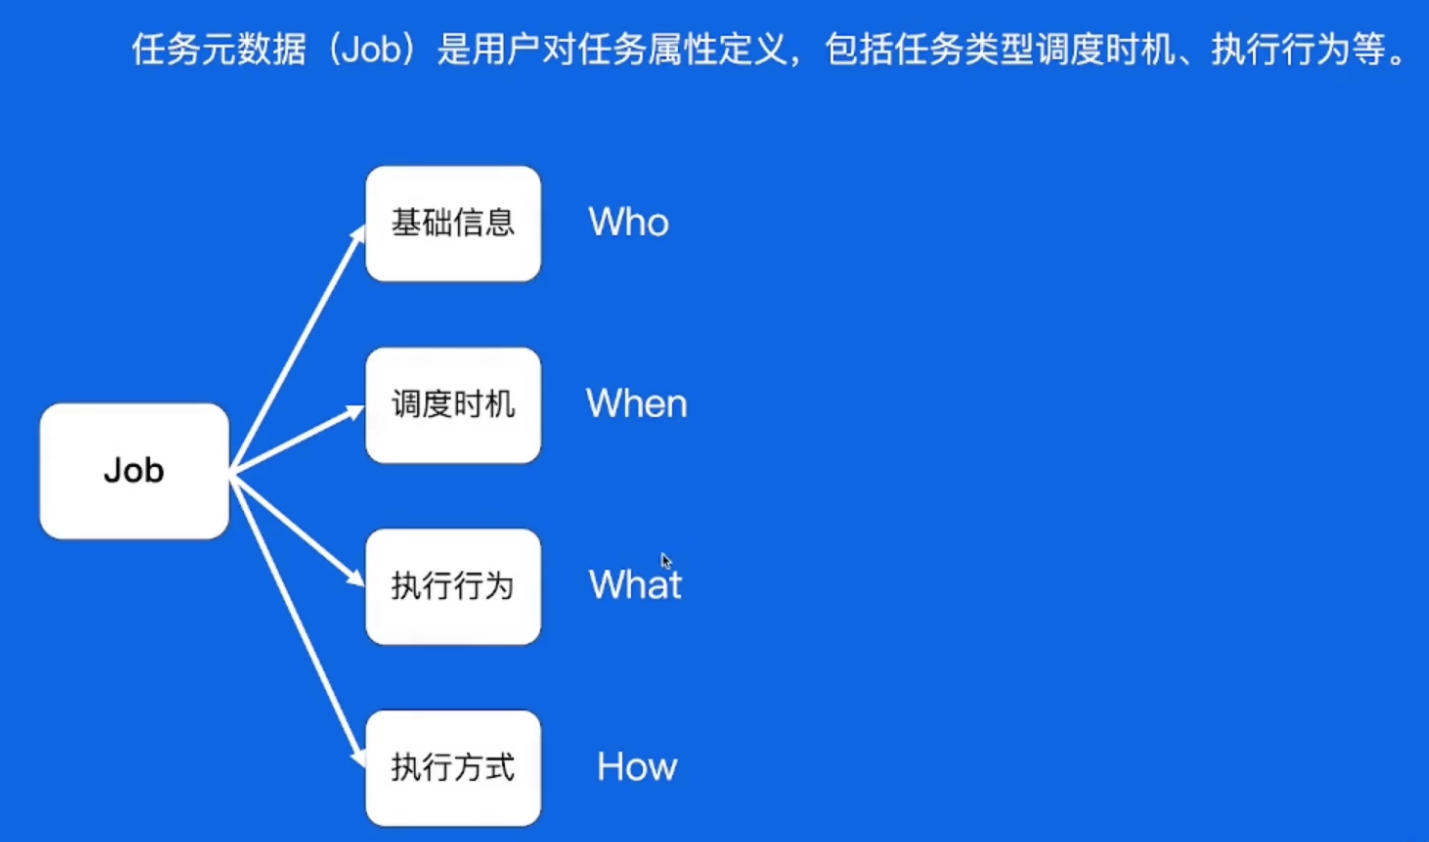 任务元数据（Job）是用户对任务属性定义，包括任务类型调度时机、执行行为等。
基础信息 Who
调度时机 When
Job
执行行为 What
执行方式 How